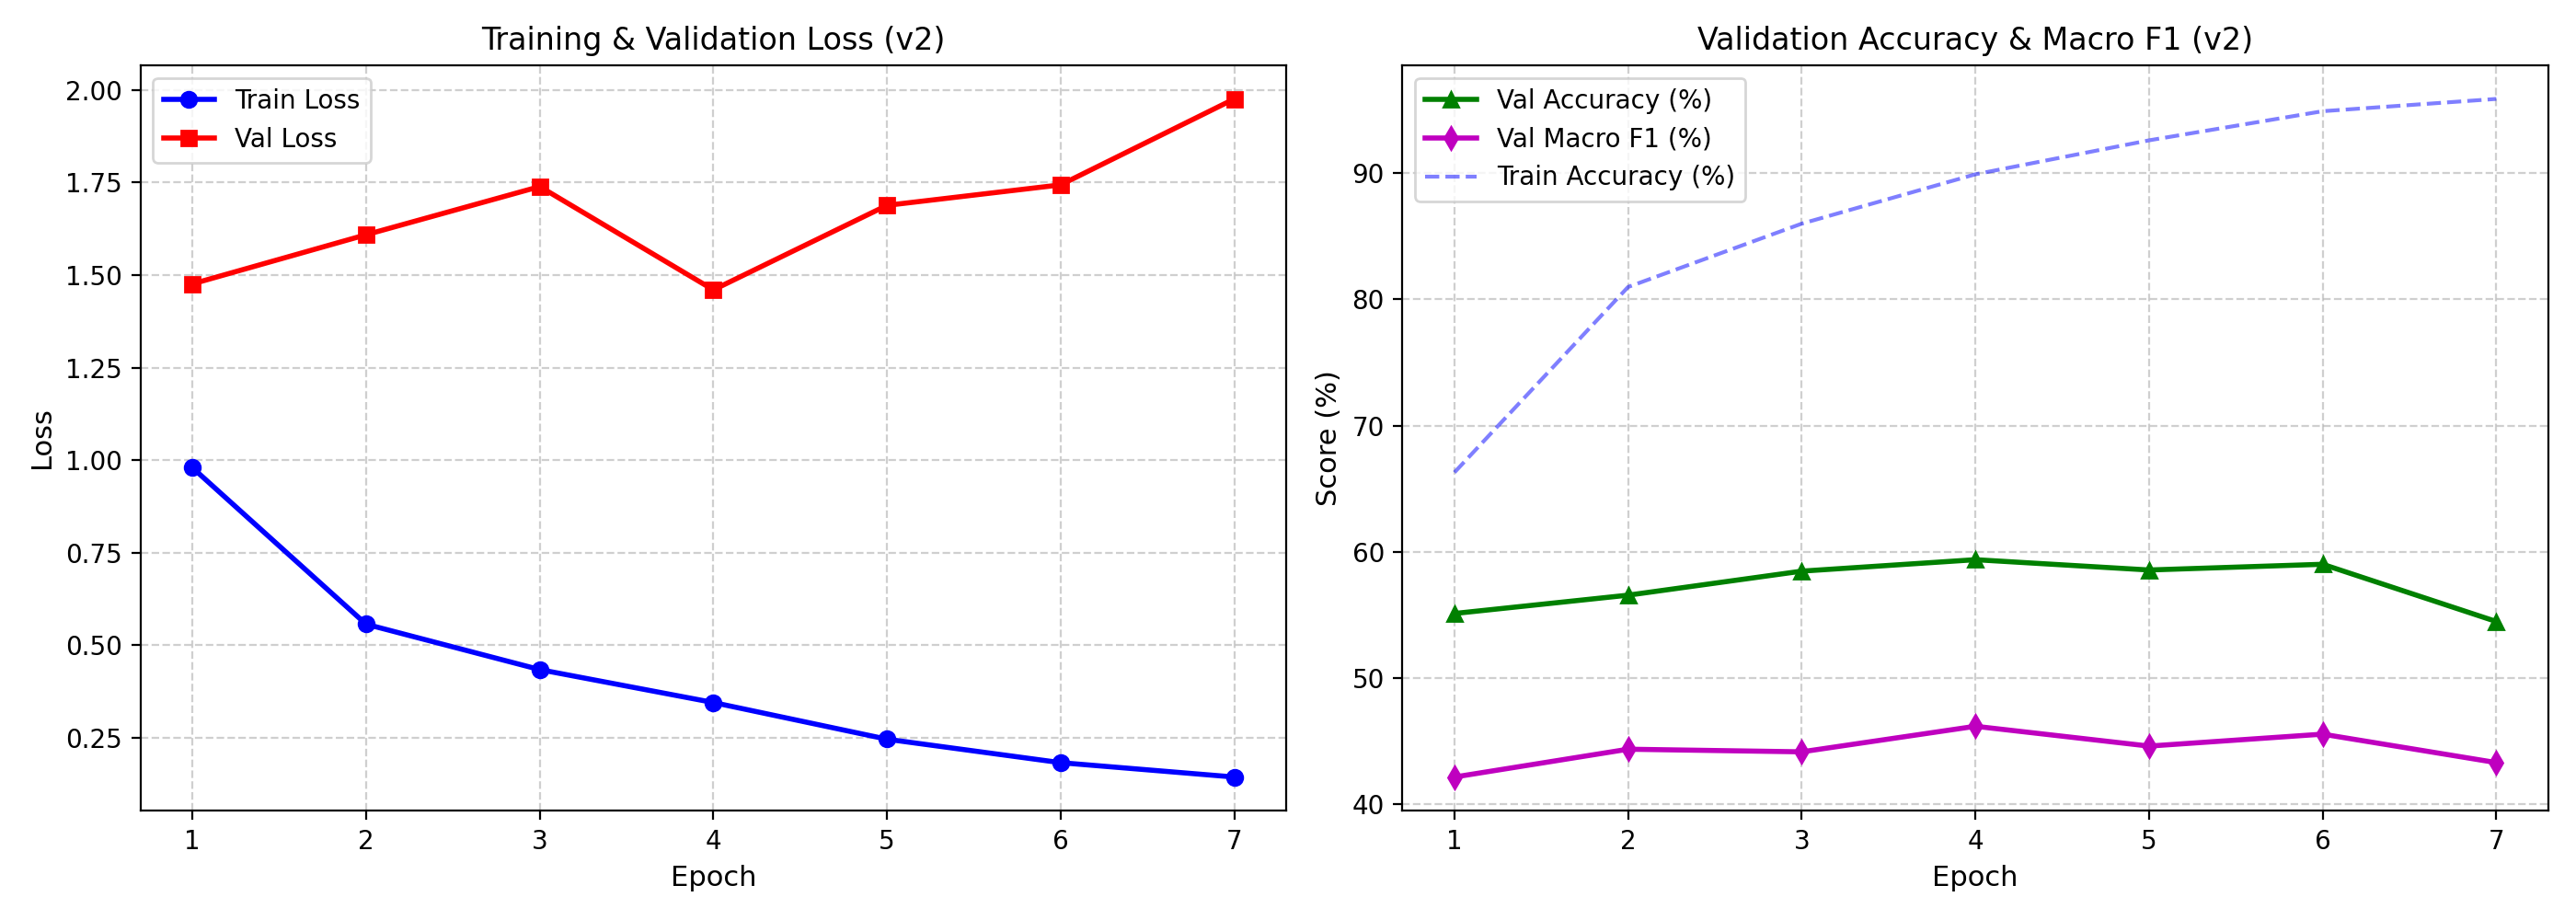 Training & Validation Loss (v2)
Train Loss
Val Loss
2.00
1.75
1.50
1.25
1.00
0.75
0.50
0.25
Loss
1 2 3 4 5 6 7
Epoch
Validation Accuracy & Macro F1 (v2)
Val Accuracy (%)
Val Macro F1 (%)
Train Accuracy (%)
90
80
70
60
50
40
Score (%)
1 2 3 4 5 6 7
Epoch